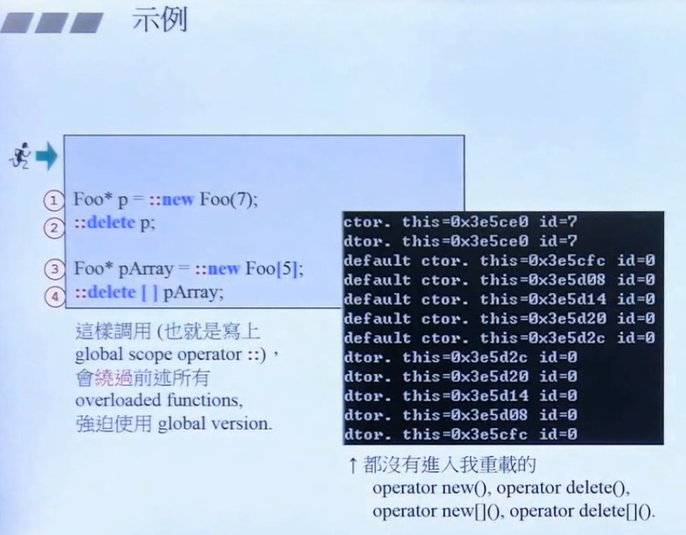 示例
① Foo* p = ::new Foo(7);
② ::delete p;
③ Foo* pArray = ::new Foo[5];
④ ::delete [ ] pArray;
這樣調用 (也就是寫上
global scope operator ::)，
會繞過前述所有
overloaded functions,
強迫使用 global version.
ctor. this=0x3e5ce0 id=7
dtor. this=0x3e5ce0 id=7
default ctor. this=0x3e5cfc id=0
default ctor. this=0x3e5d08 id=0
default ctor. this=0x3e5d14 id=0
default ctor. this=0x3e5d20 id=0
default ctor. this=0x3e5d2c id=0
dtor. this=0x3e5d2c id=0
dtor. this=0x3e5d20 id=0
dtor. this=0x3e5d14 id=0
dtor. this=0x3e5d08 id=0
dtor. this=0x3e5cfc id=0
↑都沒有進入我重載的
operator new(), operator delete(),
operator new[](), operator delete[]().